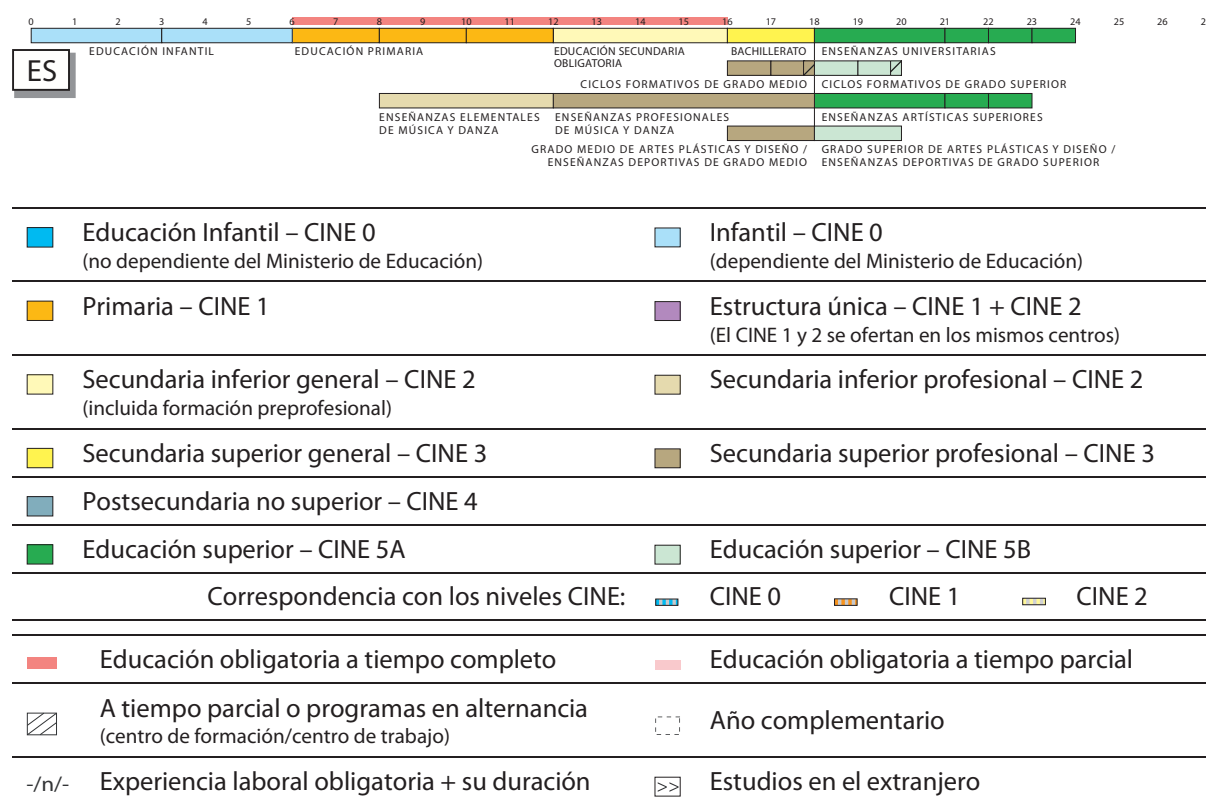 0 1 2 3 4 5 6 7 8 9 10 11 12 13 14 15 16 17 18 19 20 21 22 23 24 25 26
ES
EDUCACIÓN INFANTIL
EDUCACIÓN PRIMARIA
EDUCACIÓN SECUNDARIA
OBLIGATORIA
BACHILLERATO
ENSEÑANZAS UNIVERSITARIAS
CICLOS FORMATIVOS DE GRADO MEDIO
CICLOS FORMATIVOS DE GRADO SUPERIOR
ENSEÑANZAS ELEMENTALES
DE MÚSICA Y DANZA
ENSEÑANZAS PROFESIONALES
DE MÚSICA Y DANZA
ENSEÑANZAS ARTÍSTICAS SUPERIORES
GRADO MEDIO DE ARTES PLÁSTICAS Y DISEÑO /
ENSEÑANZAS DEPORTIVAS DE GRADO MEDIO
GRADO SUPERIOR DE ARTES PLÁSTICAS Y DISEÑO /
ENSEÑANZAS DEPORTIVAS DE GRADO SUPERIOR
Educación Infantil – CINE 0
(no dependiente del Ministerio de Educación)
Infantil – CINE 0
(dependiente del Ministerio de Educación)
Primaria – CINE 1
Estructura única – CINE 1 + CINE 2
(El CINE 1 y 2 se ofertan en los mismos centros)
Secundaria inferior general – CINE 2
(incluida formación preprofesional)
Secundaria inferior profesional – CINE 2
Secundaria superior general – CINE 3
Secundaria superior profesional – CINE 3
Postsecundaria no superior – CINE 4
Educación superior – CINE 5A
Educación superior – CINE 5B
Correspondencia con los niveles CINE: CINE 0 CINE 1 CINE 2
Educación obligatoria a tiempo completo
Educación obligatoria a tiempo parcial
A tiempo parcial o programas en alternancia
(centro de formación/centro de trabajo)
Año complementario
-/n/- Experiencia laboral obligatoria + su duración
>> Estudios en el extranjero